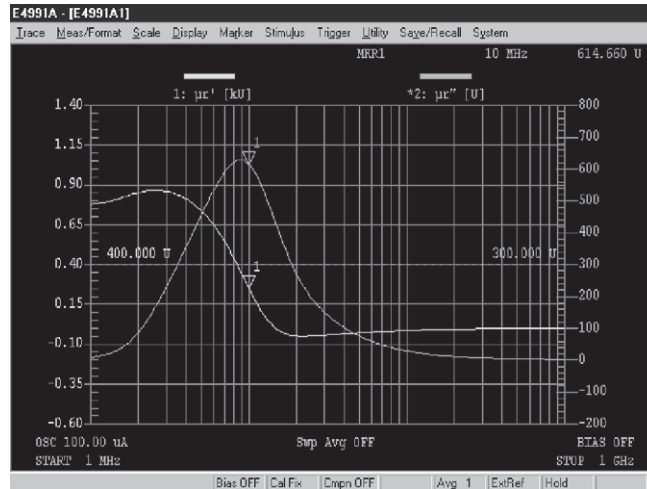 E4991A - [E4991A1]
Trace Meas/Format Scale Display Marker Stimulus Trigger Utility Save/Recall System
MKR1 10 MHz 614.660 U
1: µr' [kU] *2: µr” [U]
1.40 800
700
1.15 600
0.90 500
0.65 400
400.000 U 300.000 U
0.40 300
0.15 200
100
-0.10 0
-0.35 -100
-0.60 -200
1
1
OSC 100.00 uA Swp Avg OFF BIAS OFF
START 1 MHz STOP 1 GHz
Bias OFF Cal Fix Cmpn OFF Avg 1 ExtRef Hold